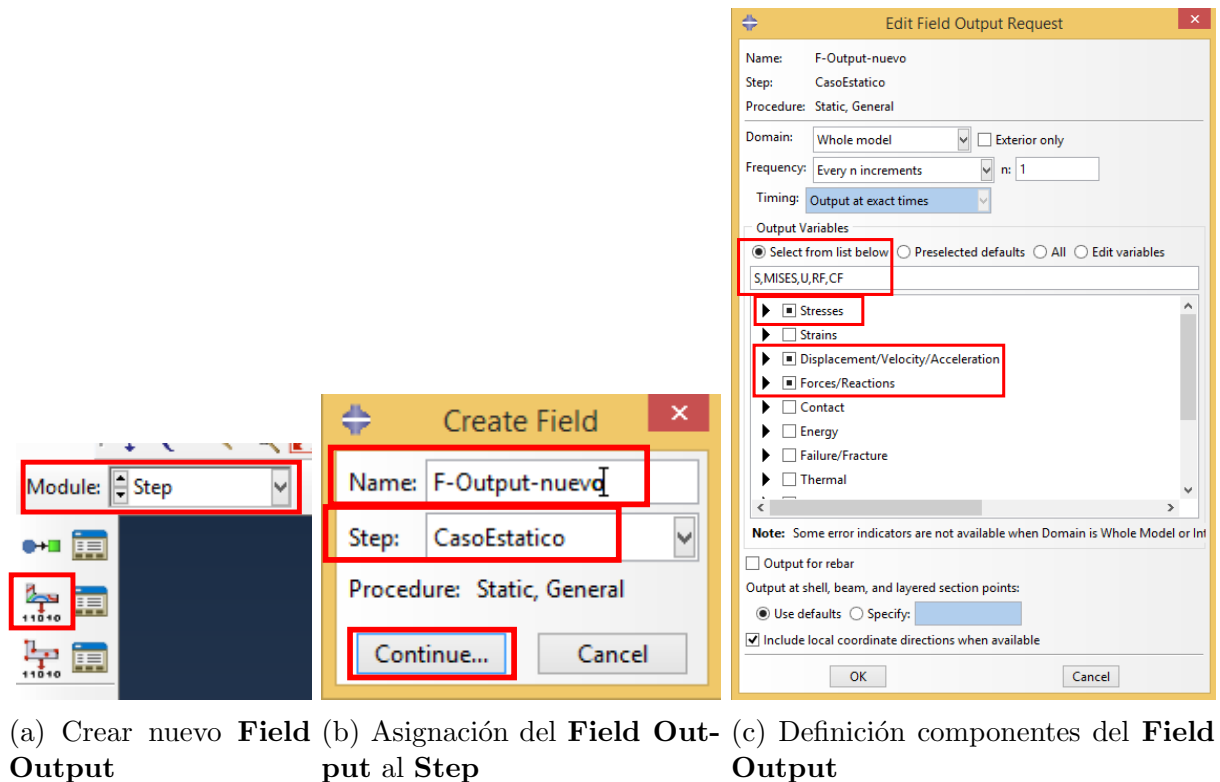 Module: Step
11010
11010
(a) Crear nuevo Field
Output
Create Field
Name: F-Output-nuevo
Step: CasoEstatico
Procedure: Static, General
Continue... Cancel
(b) Asignación del Field Out-
put al Step
Edit Field Output Request
Name: F-Output-nuevo
Step: CasoEstatico
Procedure: Static, General
Domain: Whole model Exterior only
Frequency: Every n increments n: 1
Timing: Output at exact times
Output Variables
Select from list below Preselected defaults All Edit variables
S,MISES,U,RF,CF
Stresses
Strains
Displacement/Velocity/Acceleration
Forces/Reactions
Contact
Energy
Failure/Fracture
Thermal
Note: Some error indicators are not available when Domain is Whole Model or Int
Output for rebar
Output at shell, beam, and layered section points:
Use defaults Specify:
Include local coordinate directions when available
OK Cancel
(c) Definición componentes del Field
Output